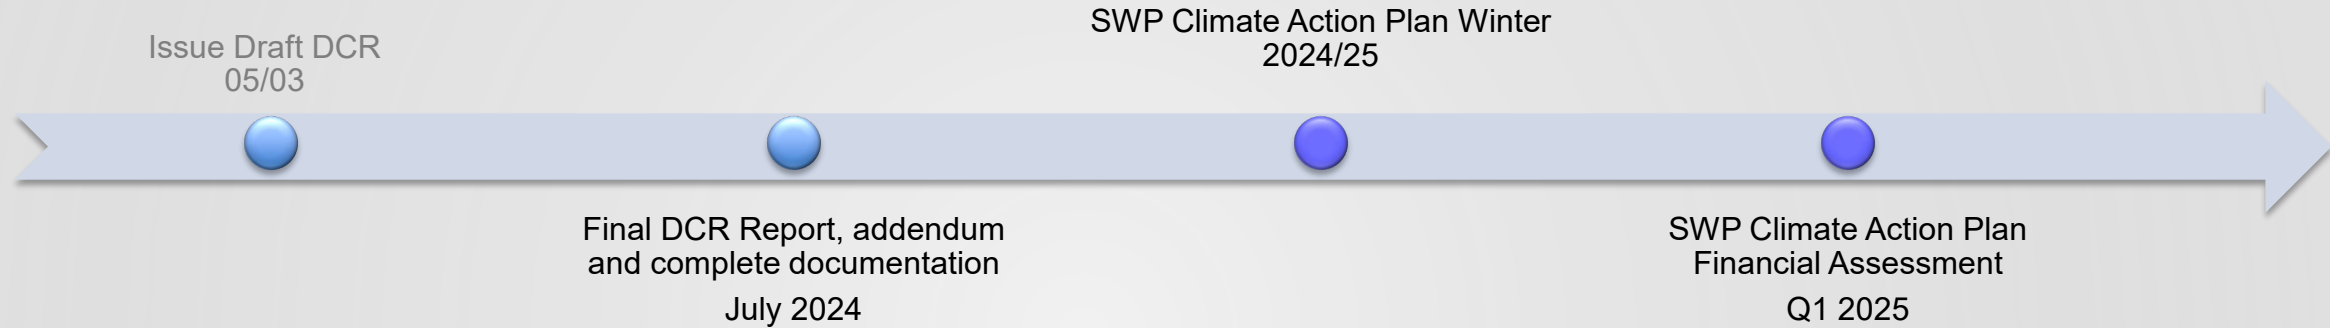 Issue Draft DCR
05/03
Final DCR Report, addendum
and complete documentation
July 2024
SWP Climate Action Plan Winter
2024/25
SWP Climate Action Plan
Financial Assessment
Q1 2025